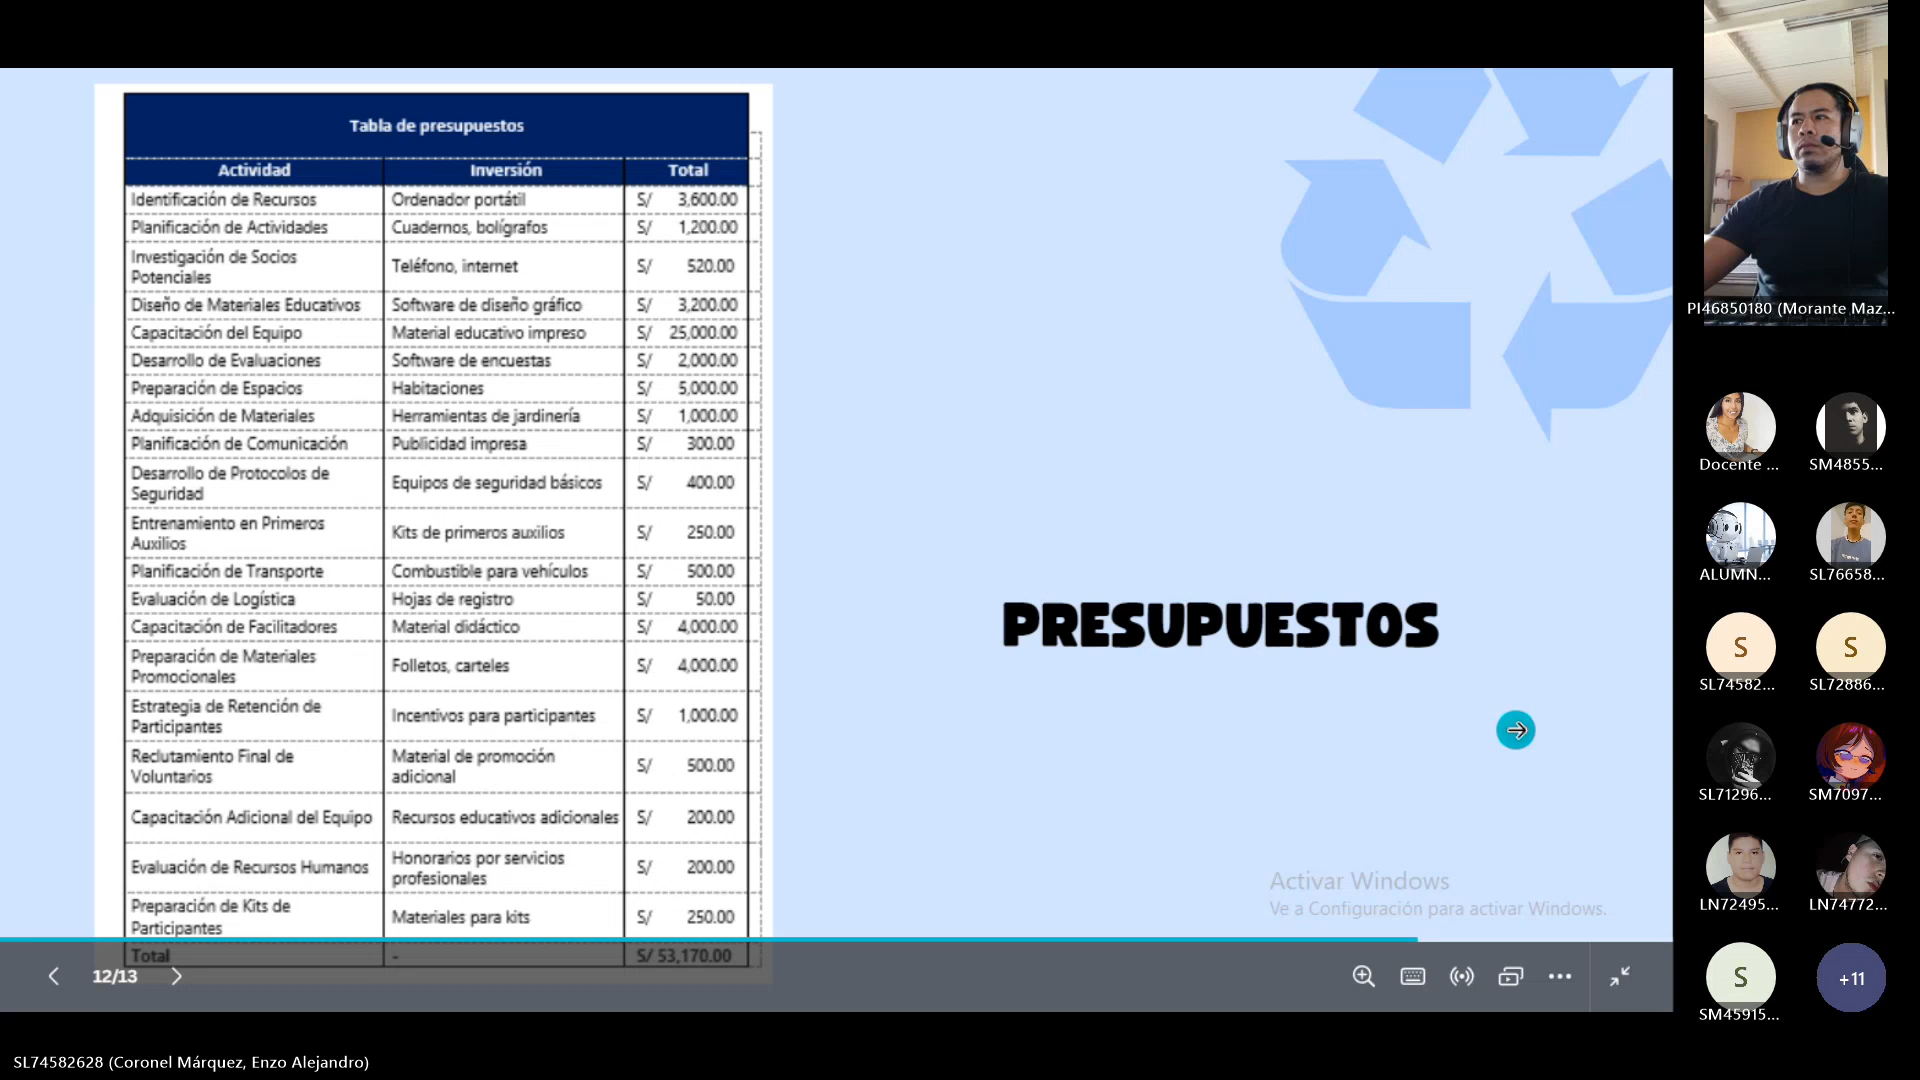 Tabla de presupuestos
Actividad Inversión Total
Identificación de Recursos Ordenador portátil S/ 3,600.00
Planificación de Actividades Cuadernos, bolígrafos S/ 1,200.00
Investigación de Socios
Potenciales Teléfono, internet S/ 520.00
Diseño de Materiales Educativos Software de diseño gráfico S/ 3,200.00
Capacitación del Equipo Material educativo impreso S/ 25,000.00
Desarrollo de Evaluaciones Software de encuestas S/ 2,000.00
Preparación de Espacios Habitaciones S/ 5,000.00
Adquisición de Materiales Herramientas de jardinería S/ 1,000.00
Planificación de Comunicación Publicidad impresa S/ 300.00
Desarrollo de Protocolos de
Seguridad Equipos de seguridad básicos S/ 400.00
Entrenamiento en Primeros
Auxilios Kits de primeros auxilios S/ 250.00
Planificación de Transporte Combustible para vehículos S/ 500.00
Evaluación de Logística Hojas de registro S/ 50.00
Capacitación de Facilitadores Material didáctico S/ 4,000.00
Preparación de Materiales
Promocionales Folletos, carteles S/ 4,000.00
Estrategia de Retención de
Participantes Incentivos para participantes S/ 1,000.00
Reclutamiento Final de
Voluntarios Material de promoción
adicional S/ 500.00
Capacitación Adicional del Equipo Recursos educativos adicionales S/ 200.00
Evaluación de Recursos Humanos Honorarios por servicios
profesionales S/ 200.00
Preparación de Kits de
Participantes Materiales para kits S/ 250.00
Total - S/ 53,170.00
PRESUPUESTOS
Activar Windows
Ve a Configuración para activar Windows.
12/13
PI46850180 (Morante Maz...
Docente ... SM4855...
ALUMN... SL76658...
S S
SL74582... SL72886...
SL71296... SM7097...
LN72495... LN74772...
S +11
SM45915...
SL74582628 (Coronel Márquez, Enzo Alejandro)